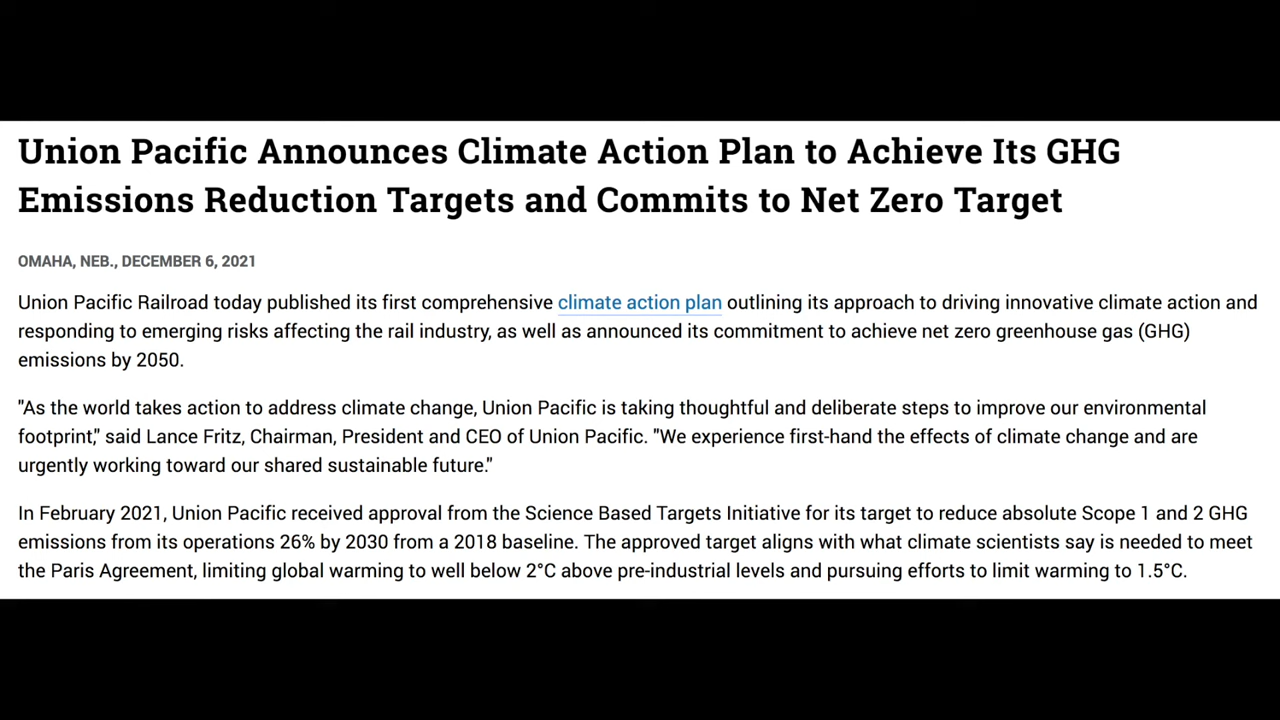 Union Pacific Announces Climate Action Plan to Achieve Its GHG
Emissions Reduction Targets and Commits to Net Zero Target
OMAHA, NEB., DECEMBER 6, 2021
Union Pacific Railroad today published its first comprehensive climate action plan outlining its approach to driving innovative climate action and
responding to emerging risks affecting the rail industry, as well as announced its commitment to achieve net zero greenhouse gas (GHG)
emissions by 2050.
"As the world takes action to address climate change, Union Pacific is taking thoughtful and deliberate steps to improve our environmental
footprint," said Lance Fritz, Chairman, President and CEO of Union Pacific. "We experience first-hand the effects of climate change and are
urgently working toward our shared sustainable future."
In February 2021, Union Pacific received approval from the Science Based Targets Initiative for its target to reduce absolute Scope 1 and 2 GHG
emissions from its operations 26% by 2030 from a 2018 baseline. The approved target aligns with what climate scientists say is needed to meet
the Paris Agreement, limiting global warming to well below 2°C above pre-industrial levels and pursuing efforts to limit warming to 1.5°C.